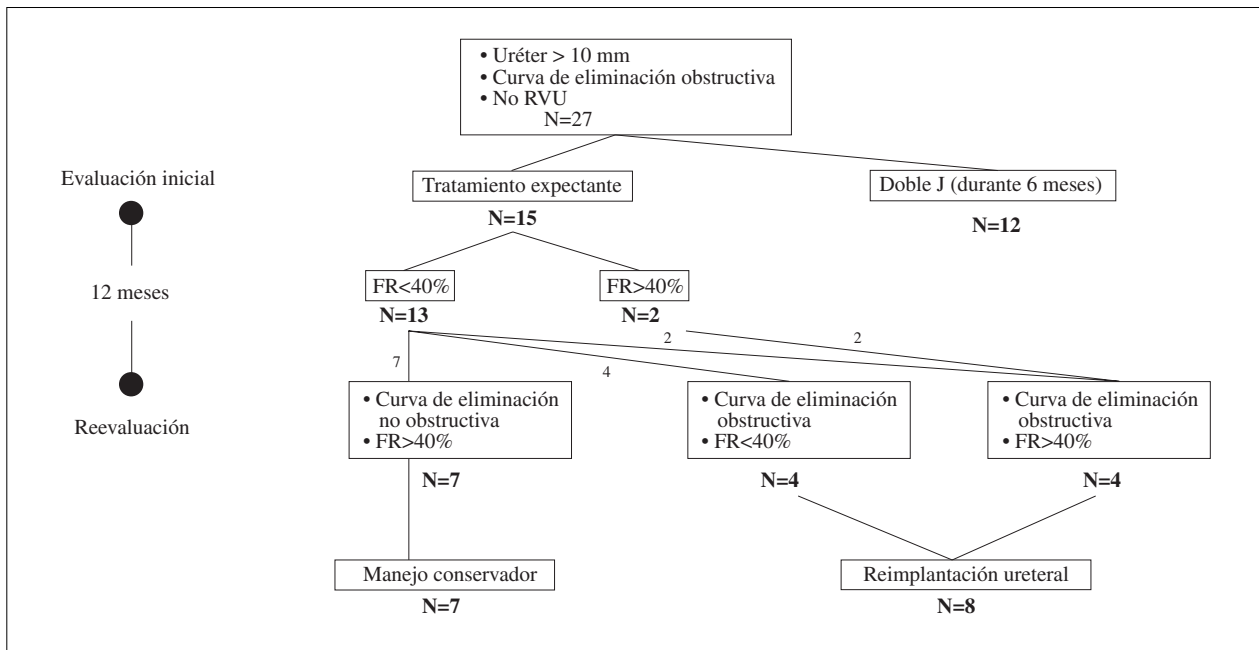 • Uréter > 10 mm
• Curva de eliminación obstructiva
• No RVU
N=27
Evaluación inicial
Tratamiento expectante
Doble J (durante 6 meses)
N=15
N=12
12 meses
FR<40%
FR>40%
N=13
N=2
7
4
2
2
Reevaluación
• Curva de eliminación
no obstructiva
• FR>40%
• Curva de eliminación
obstructiva
• FR<40%
• Curva de eliminación
obstructiva
• FR>40%
N=7
N=4
N=4
Manejo conservador
Reimplantación ureteral
N=7
N=8